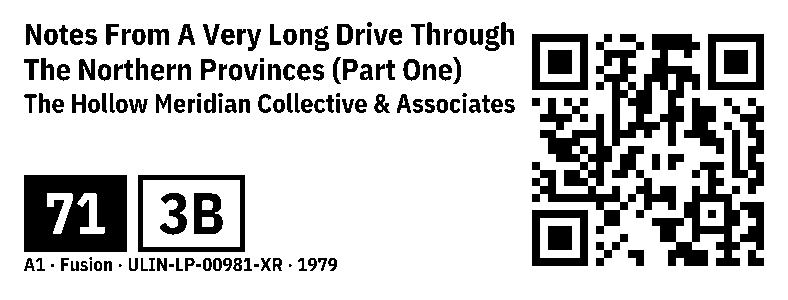 Notes From A Very Long Drive Through
The Northern Provinces (Part One)
The Hollow Meridian Collective & Associates
71 3B
A1 · Fusion · ULIN-LP-00981-XR · 1979